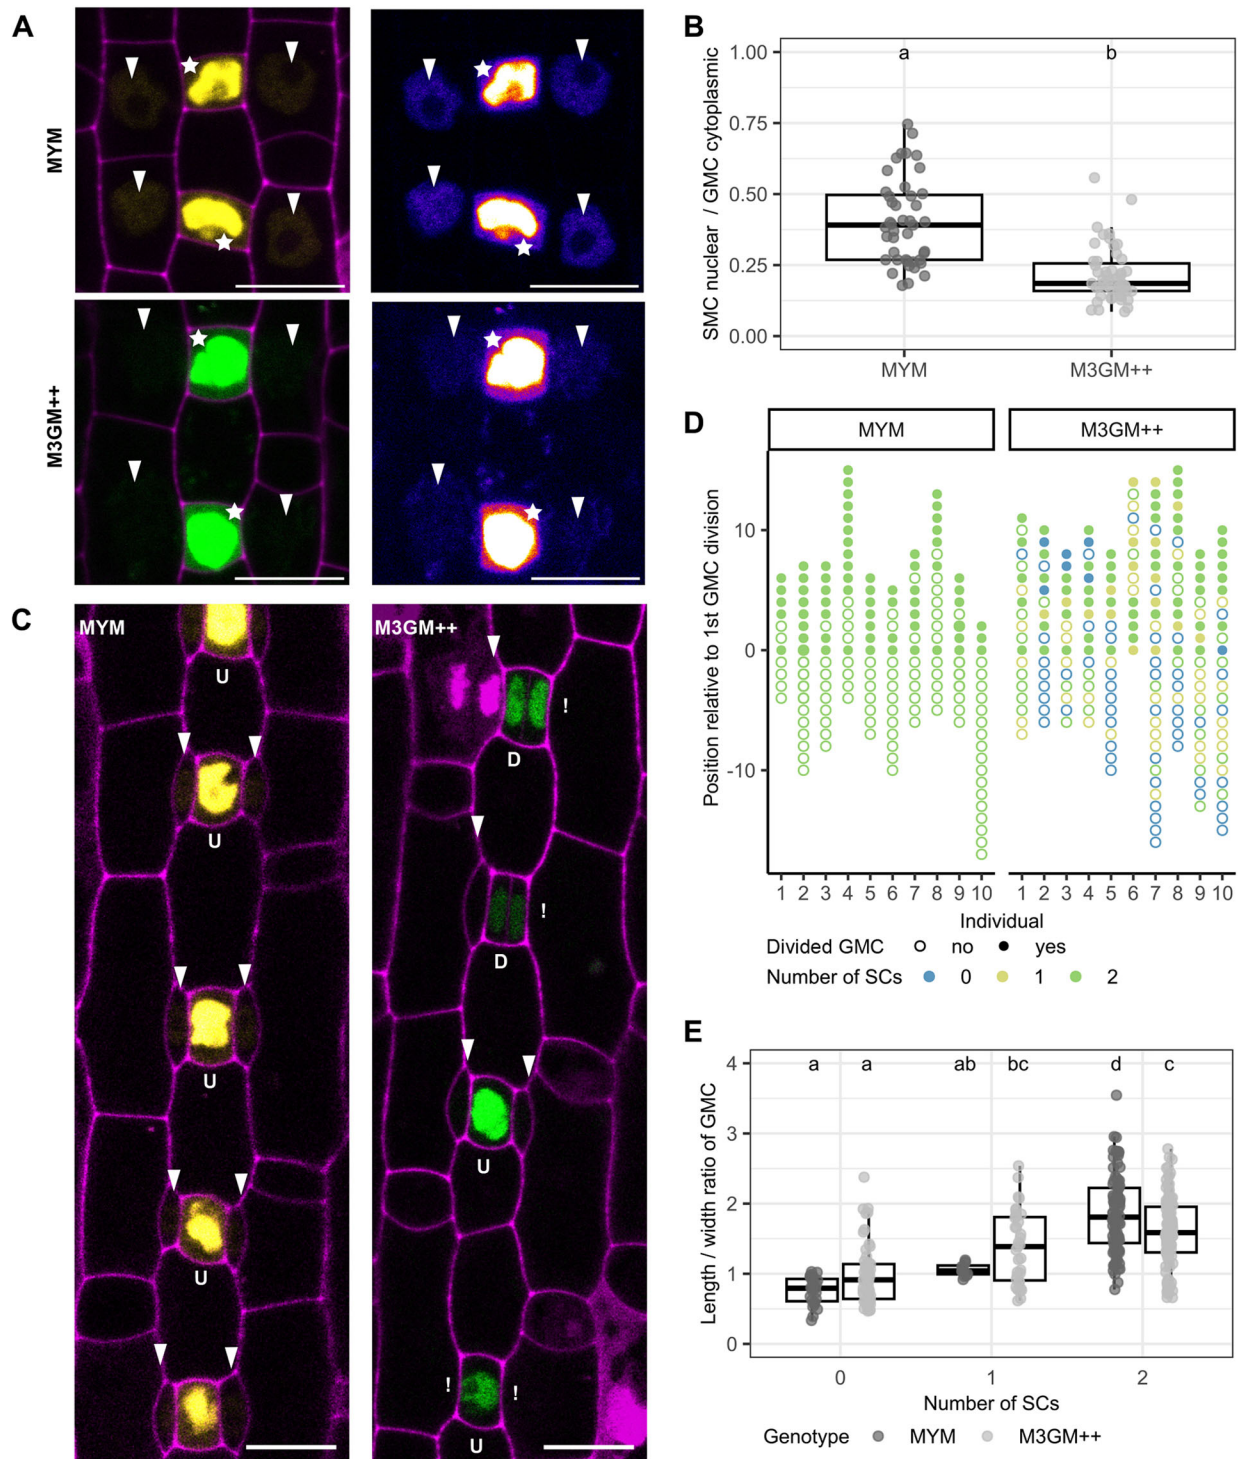 A
MYM
M3GM++
B
SMC nuclear / GMC cytoplasmic
1.00
0.75
0.50
0.25
0.00
a b
MYM M3GM++
C
MYM
U
U
U
U
M3GM++
!
D
!
D
U
! !
U
D
MYM M3GM++
Position relative to 1st GMC division
10
0
-10
1 2 3 4 5 6 7 8 9 10 1 2 3 4 5 6 7 8 9 10
Individual
Divided GMC no yes
Number of SCs 0 1 2
E
Length / width ratio of GMC
4
3
2
1
0
a a ab bc d c
0 1 2
Number of SCs
Genotype MYM M3GM++